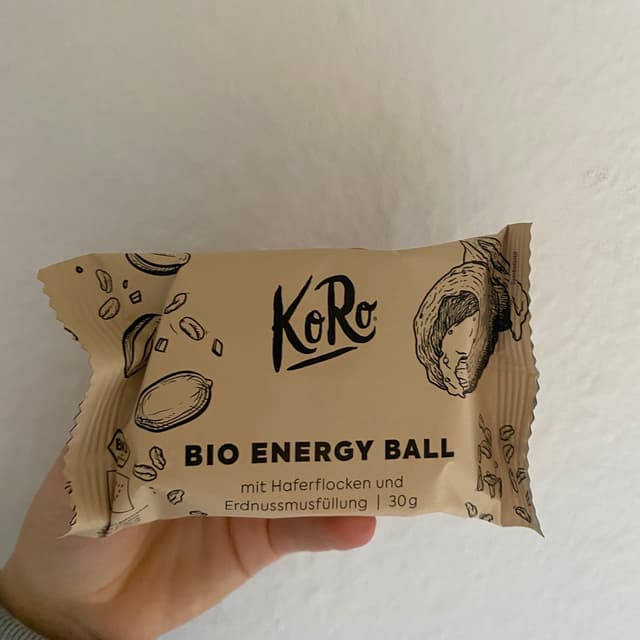 KoRo
BIO ENERGY BALL
mit Haferflocken und
Erdnussmusfüllung | 30g